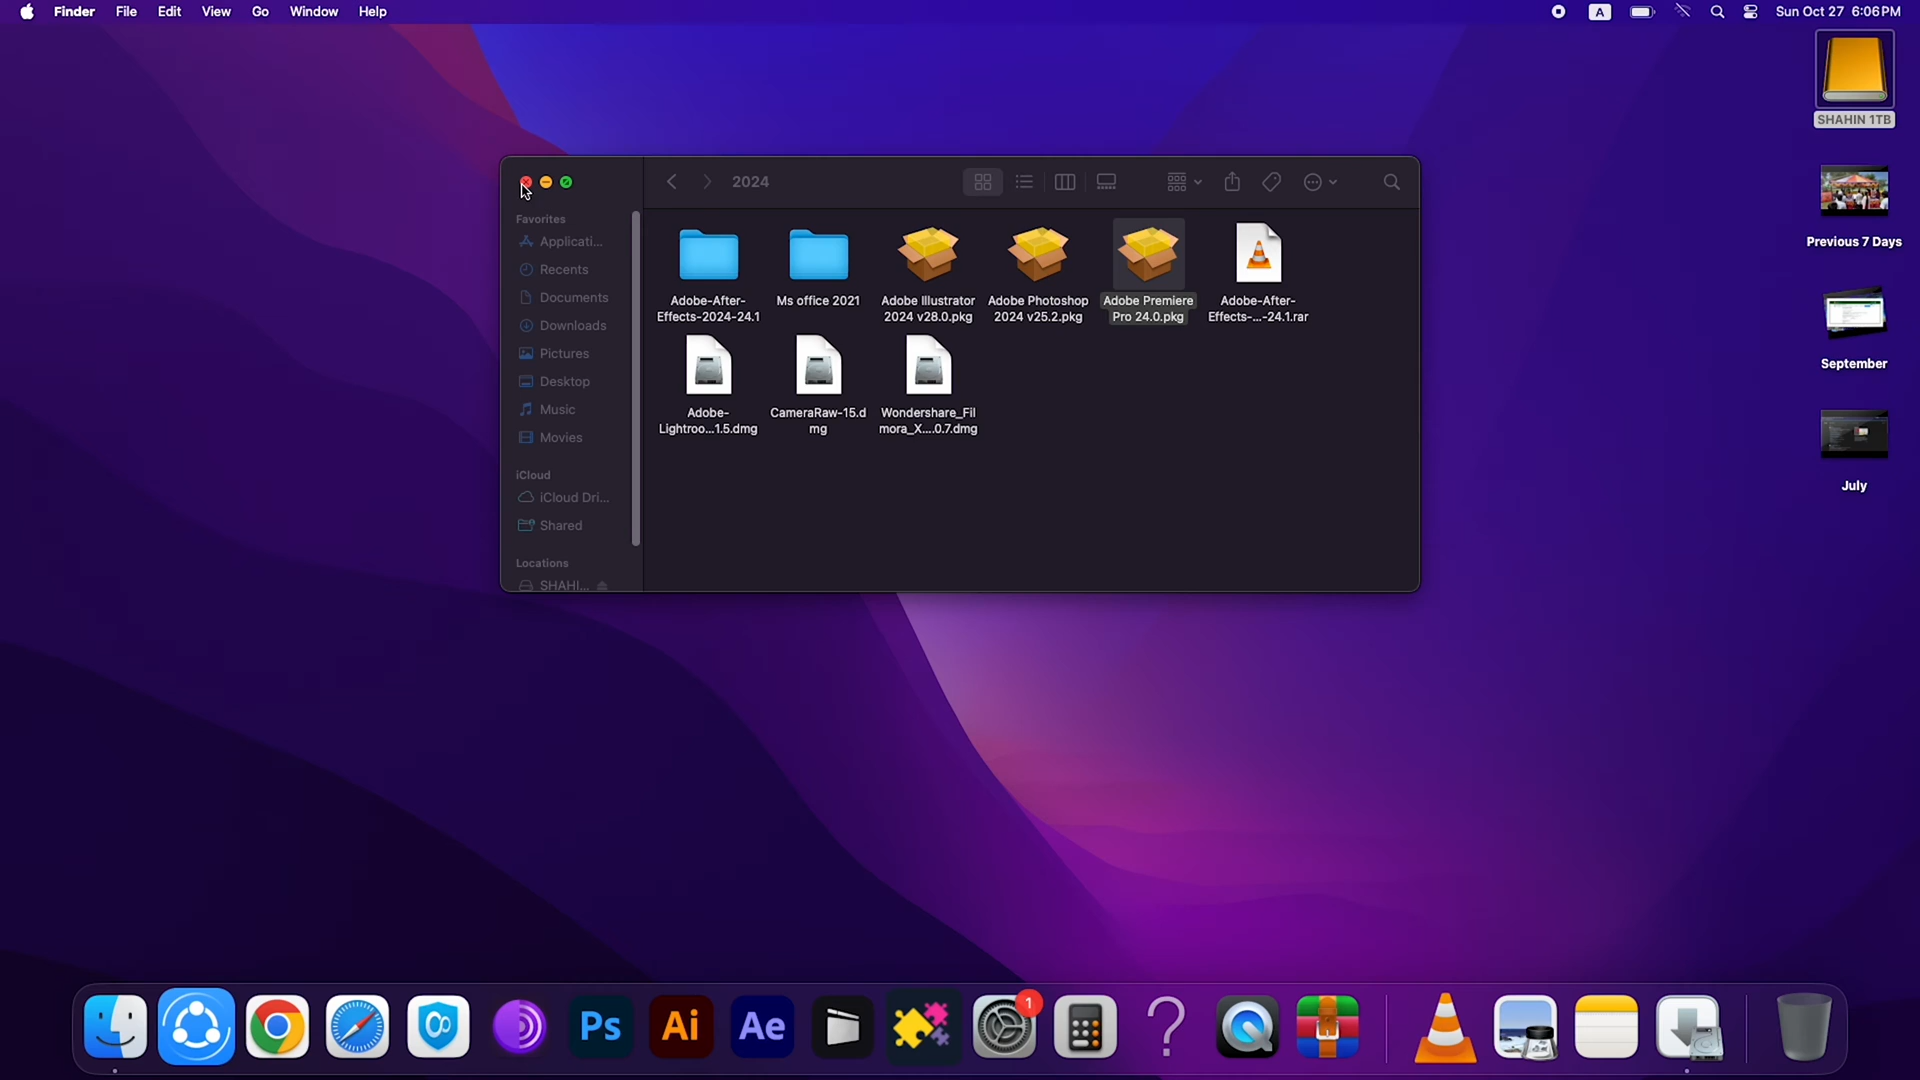 Finder File Edit View Go Window Help
A
Sun Oct 27 6:06PM
SHAHIN 1TB
Previous 7 Days
September
July
2024
Favorites
Applicati...
Recents
Documents
Downloads
Pictures
Desktop
Music
Movies
iCloud
iCloud Dri...
Shared
Locations
SHAHI...
Adobe-After-
Effects-2024-24.1
Ms office 2021
Adobe Illustrator
2024 v28.0.pkg
Adobe Photoshop
2024 v25.2.pkg
Adobe Premiere
Pro 24.0.pkg
Adobe-After-
Effects-...-24.1.rar
Adobe-
Lightroo...1.5.dmg
CameraRaw-15.d
mg
Wondershare_Fil
mora_X....0.7.dmg
Ps
Ai
Ae
1
?